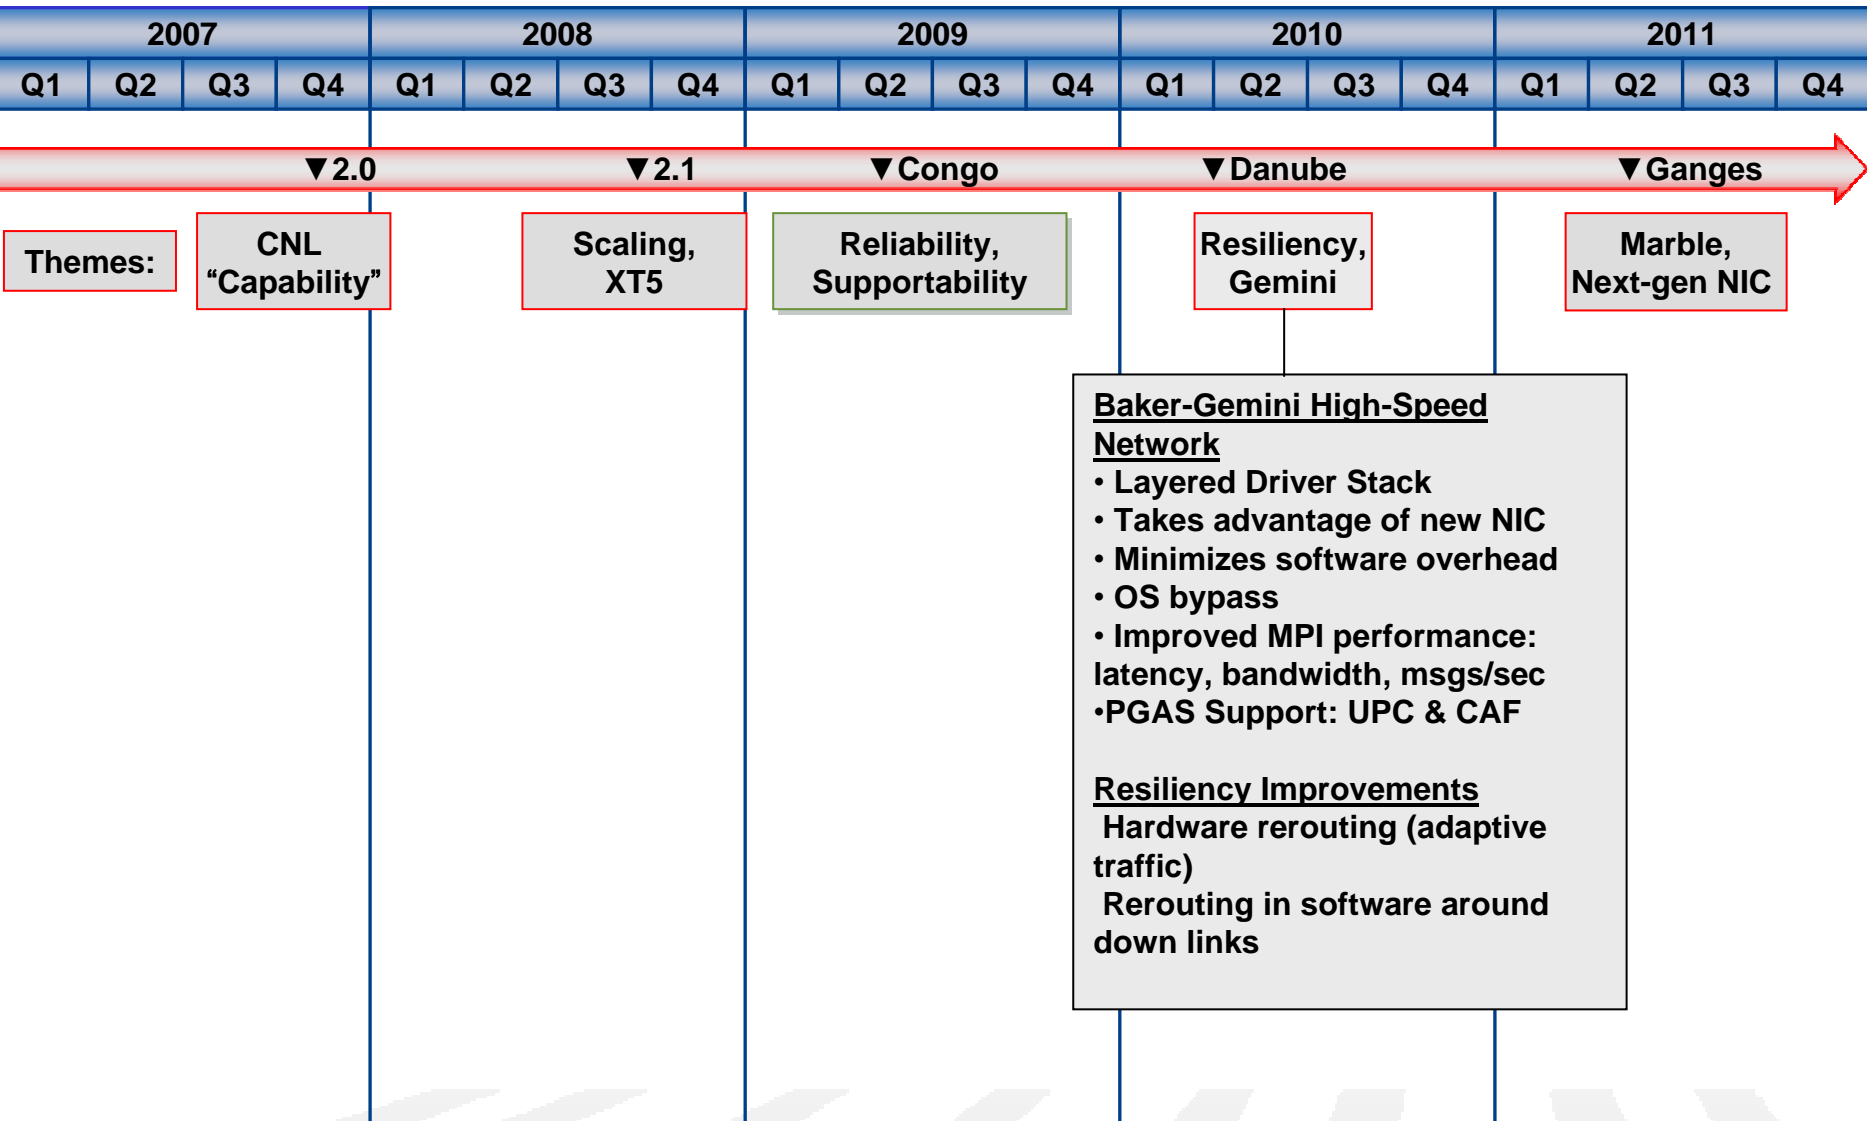 2007 2008 2009 2010 2011
Q1 Q2 Q3 Q4 Q1 Q2 Q3 Q4 Q1 Q2 Q3 Q4 Q1 Q2 Q3 Q4 Q1 Q2 Q3 Q4
▼2.0 ▼2.1 ▼Congo ▼Danube ▼Ganges
Themes:
CNL
“Capability”
Scaling,
XT5
Reliability,
Supportability
Resiliency,
Gemini
Marble,
Next-gen NIC
Baker-Gemini High-Speed
Network
• Layered Driver Stack
• Takes advantage of new NIC
• Minimizes software overhead
• OS bypass
• Improved MPI performance:
latency, bandwidth, msgs/sec
•PGAS Support: UPC & CAF
Resiliency Improvements
Hardware rerouting (adaptive
traffic)
Rerouting in software around
down links